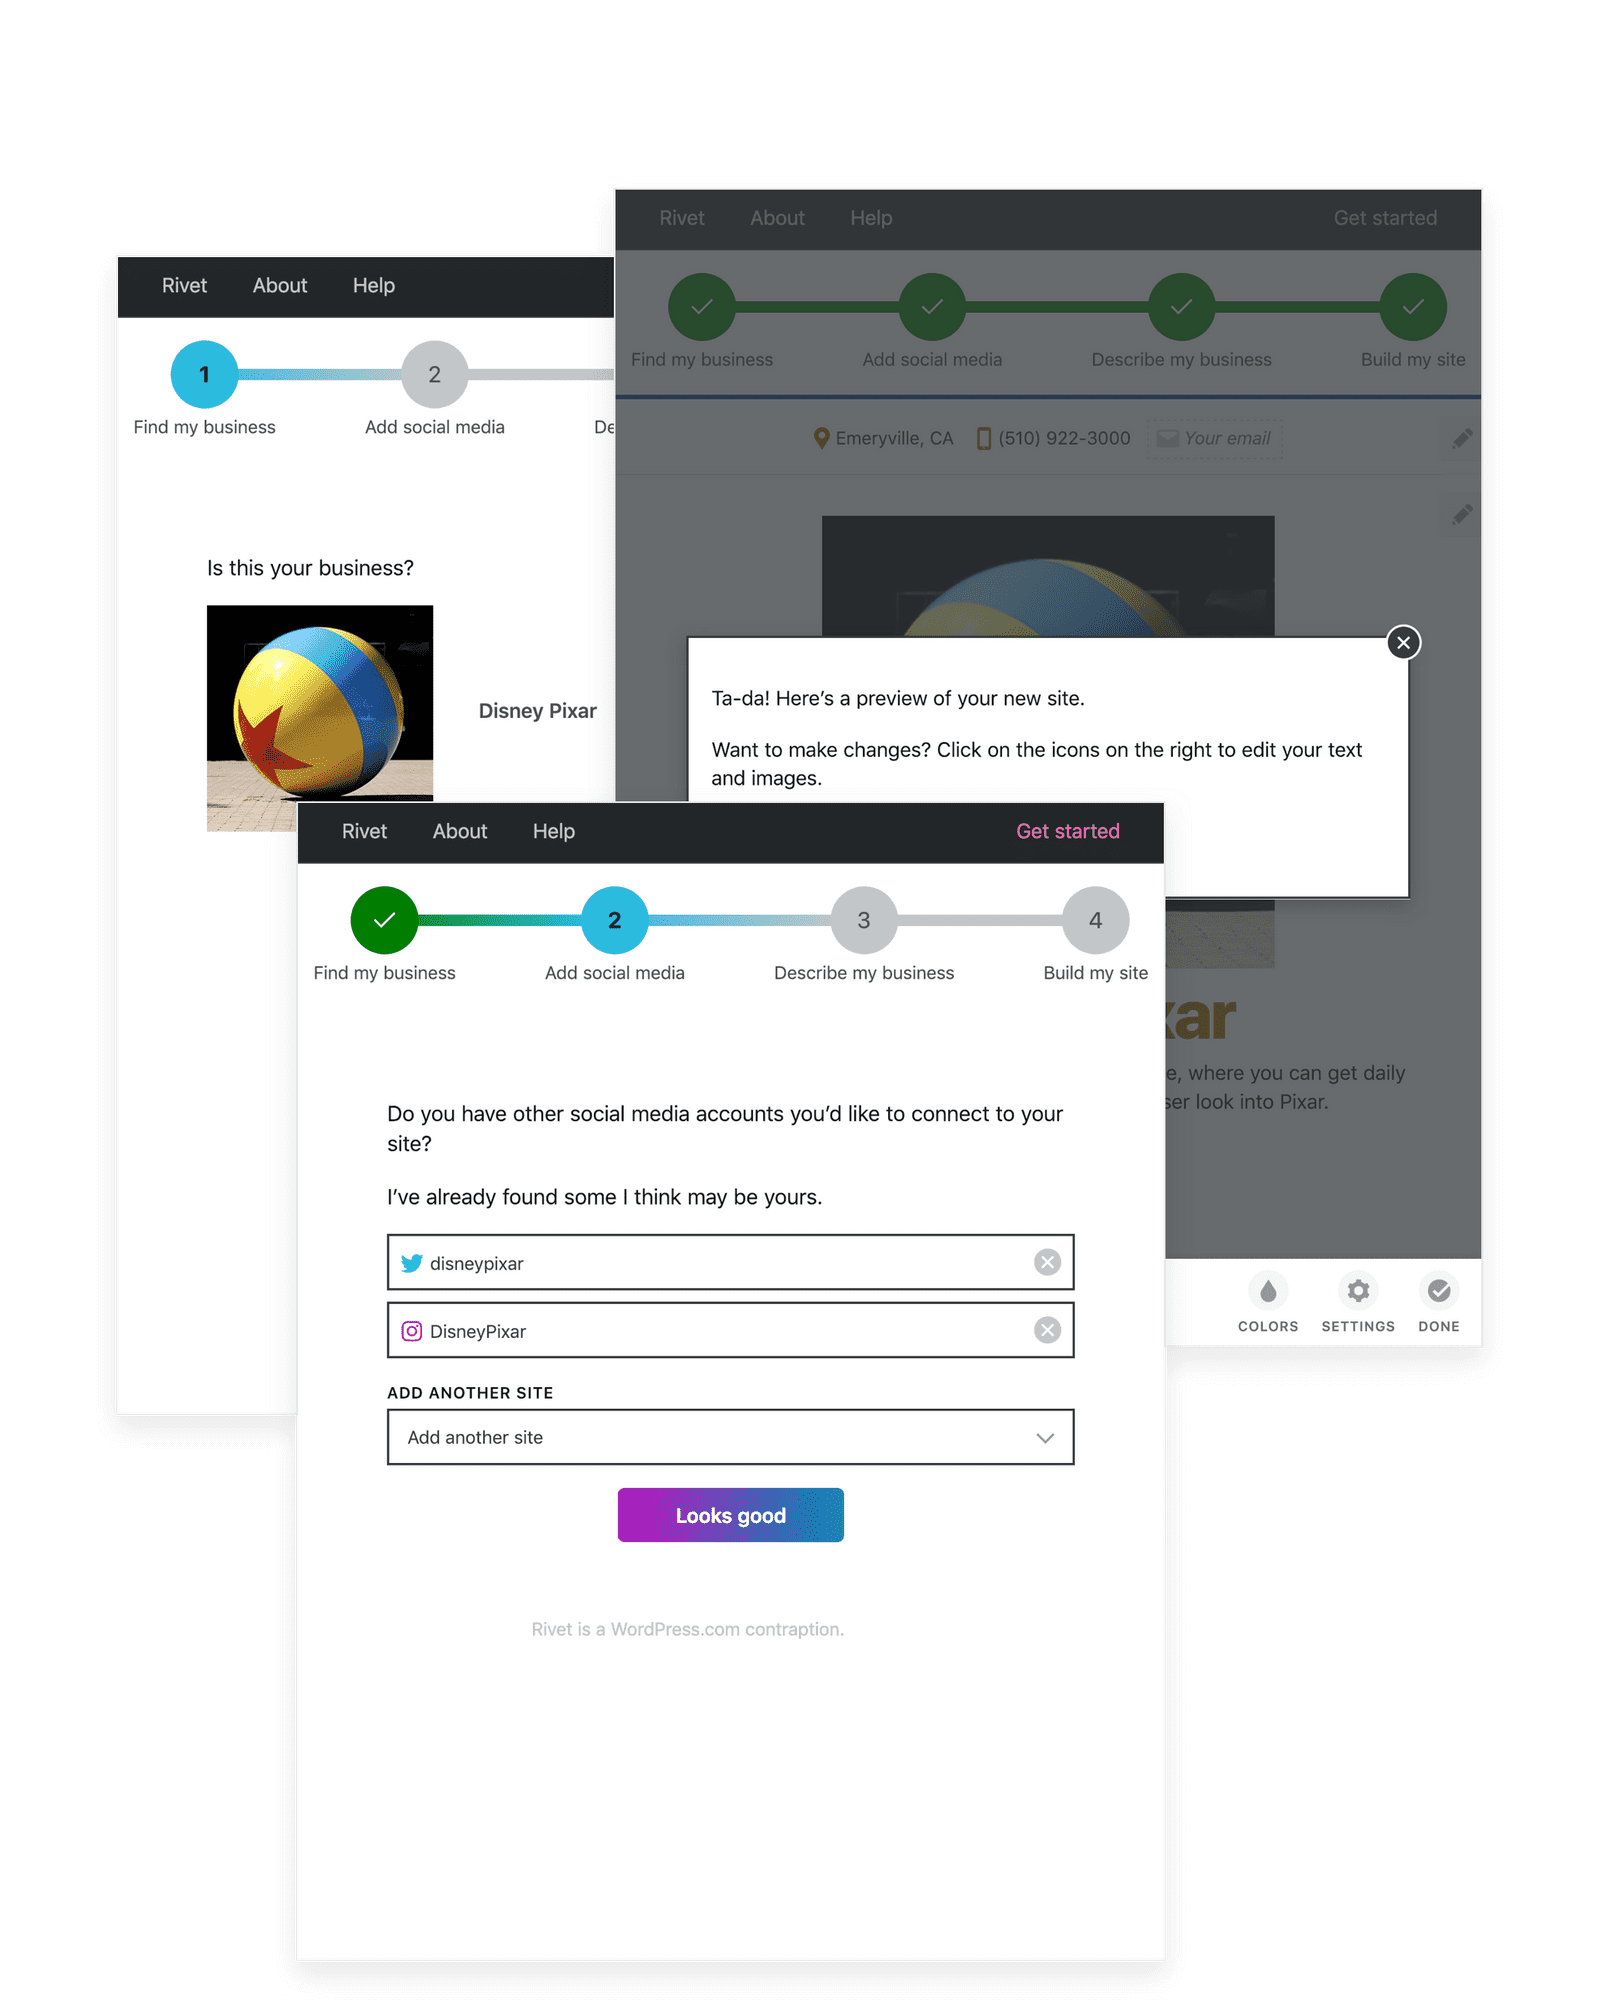 Rivet About Help Get started
Find my business Add social media Describe my business Build my site
Emeryville, CA (510) 922-3000 Your email
Ta-da! Here’s a preview of your new site.
Want to make changes? Click on the icons on the right to edit your text
and images.
where you can get daily
look into Pixar.
COLORS SETTINGS DONE
Rivet About Help
1 2
Find my business Add social media
Is this your business?
Disney Pixar
Rivet About Help Get started
2 3 4
Find my business Add social media Describe my business Build my site
Do you have other social media accounts you’d like to connect to your
site?
I’ve already found some I think may be yours.
disneypixar
DisneyPixar
ADD ANOTHER SITE
Add another site
Looks good
Rivet is a WordPress.com contraption.